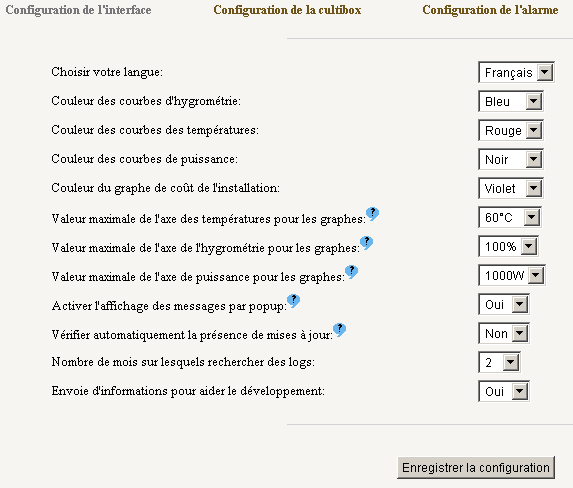 Configuration de l'interface Configuration de la cultibox Configuration de l'alarme
Choisir votre langue: Français
Couleur des courbes d'hygrométrie: Bleu
Couleur des courbes des températures: Rouge
Couleur des courbes de puissance: Noir
Couleur du graphe de coût de l'installation: Violet
Valeur maximale de l'axe des températures pour les graphes: ? 60°C
Valeur maximale de l'axe de l'hygrométrie pour les graphes: ? 100%
Valeur maximale de l'axe de puissance pour les graphes: ? 1000W
Activer l'affichage des messages par popup: ? Oui
Vérifier automatiquement la présence de mises à jour: ? Non
Nombre de mois sur lesquels rechercher des logs: 2
Envoie d'informations pour aider le développement: Oui
Enregistrer la configuration